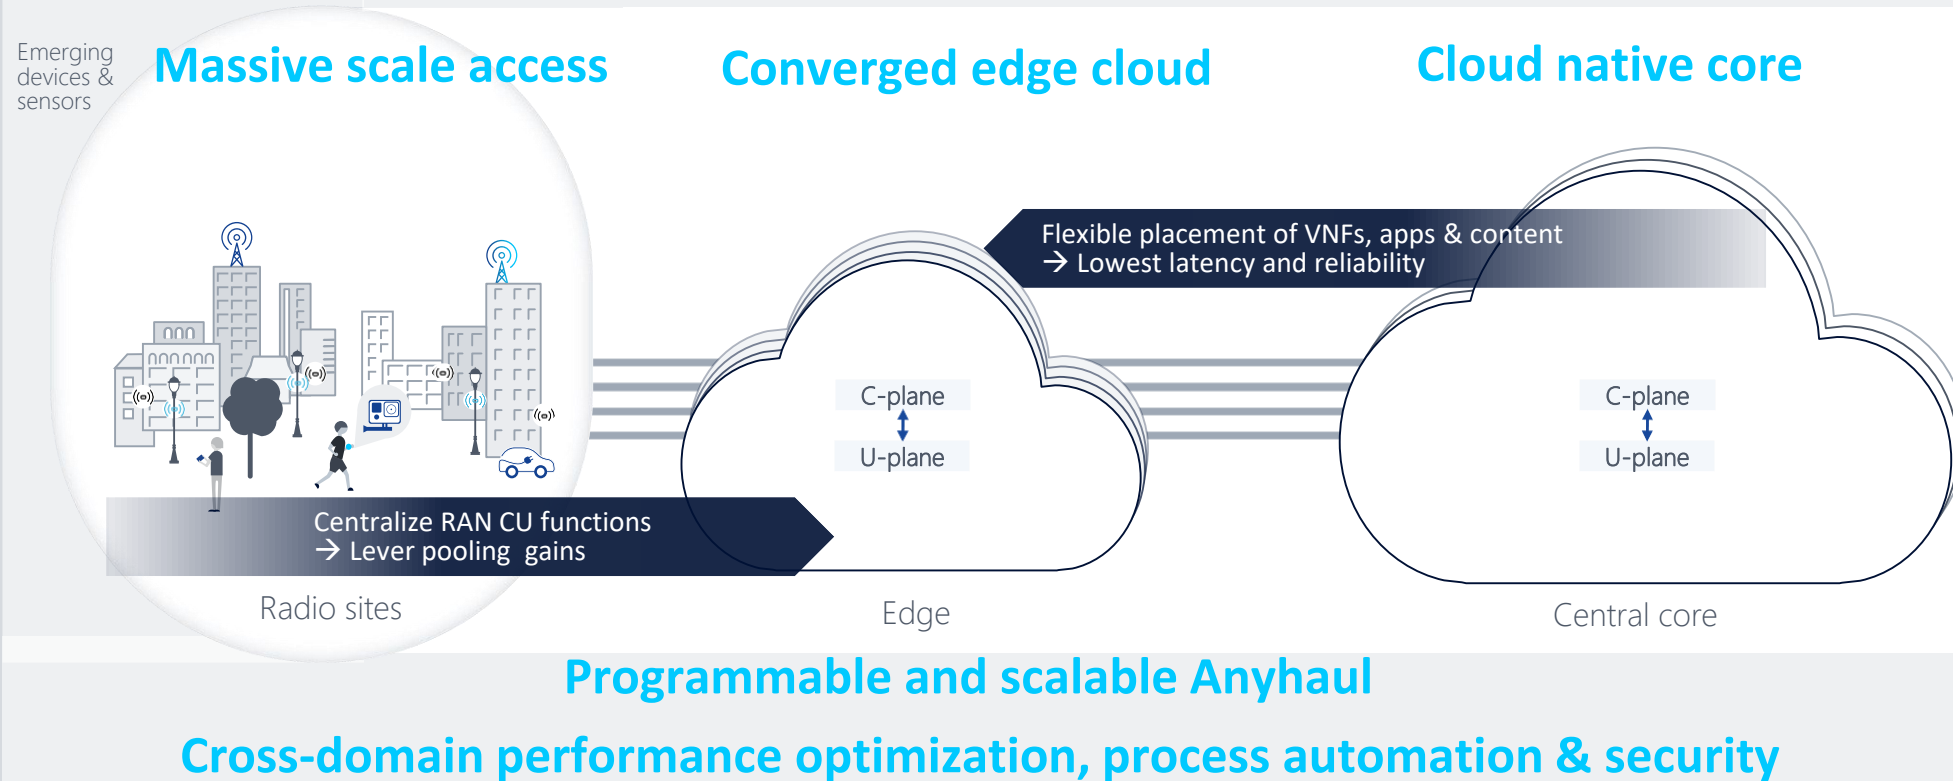 Emerging
devices &
sensors
Massive scale access
Converged edge cloud
Cloud native core
Flexible placement of VNFs, apps & content
→ Lowest latency and reliability
C-plane
U-plane
C-plane
U-plane
Centralize RAN CU functions
→ Lever pooling  gains
Radio sites
Edge
Central core
Programmable and scalable Anyhaul
Cross-domain performance optimization, process automation & security